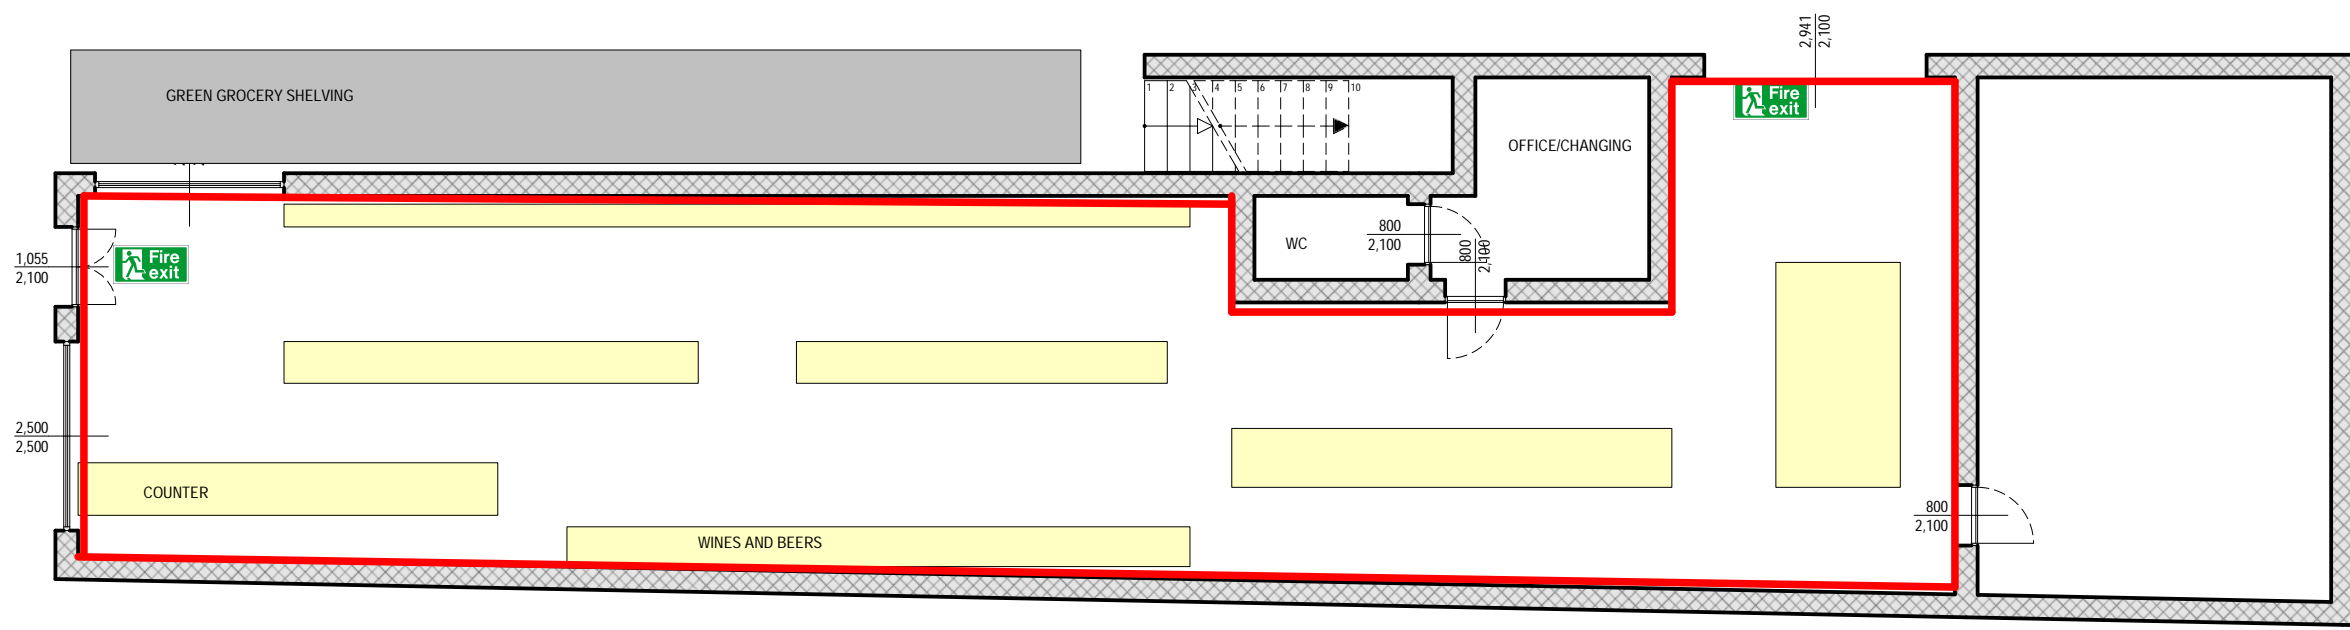 2,941
2,100
GREEN GROCERY SHELVING
1 2 3 4 5 6 7 8 9 10
Fire
exit
OFFICE/CHANGING
800
2,100
WC
800
2,100
1,055
2,100
Fire
exit
2,500
2,500
COUNTER
800
2,100
WINES AND BEERS